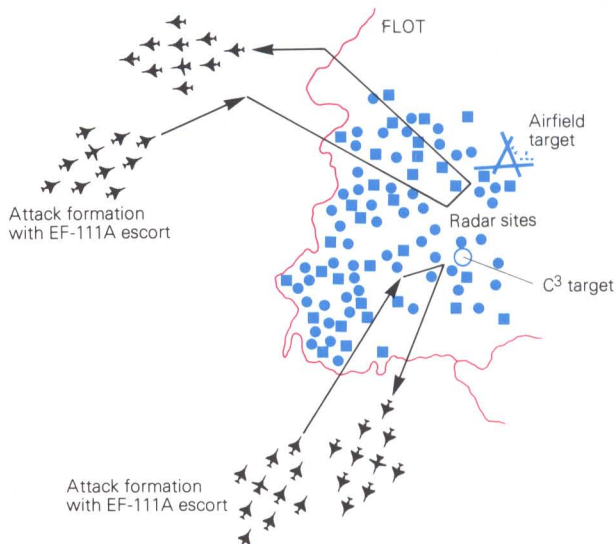 FLOT
Airfield
target
Attack formation
with EF-111A escort
Radar sites
C³ target
Attack formation
with EF-111A escort